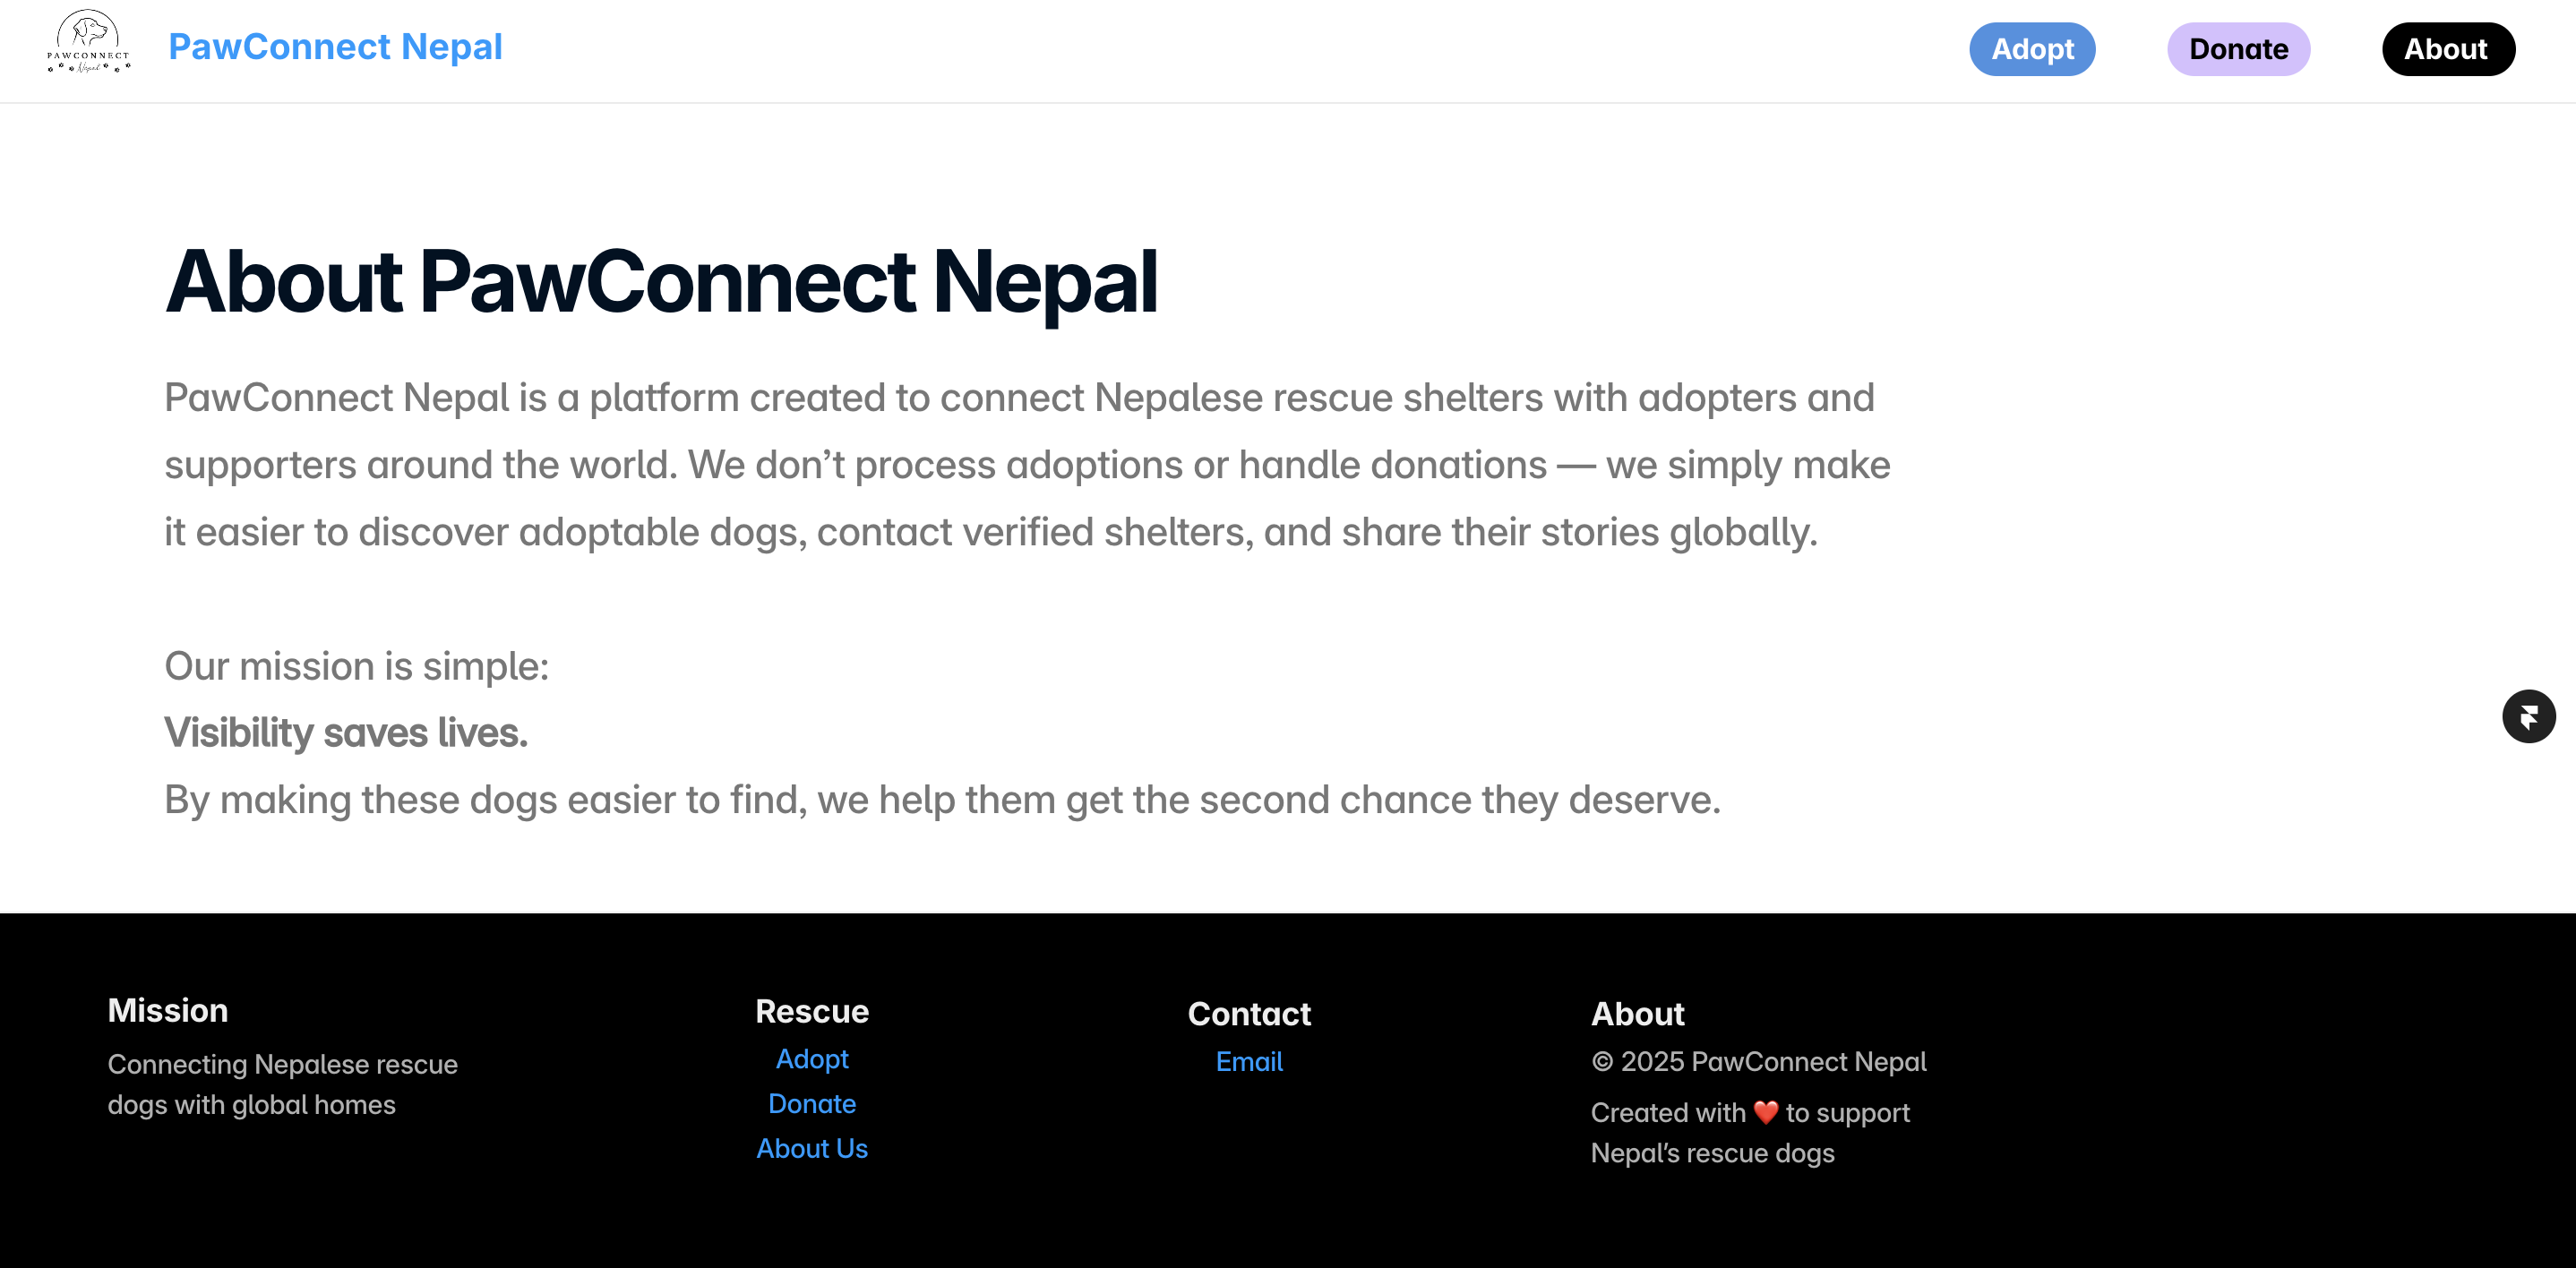 PAWCONNECT
Nepal
PawConnect Nepal
Adopt
Donate
About
About PawConnect Nepal
PawConnect Nepal is a platform created to connect Nepalese rescue shelters with adopters and
supporters around the world. We don’t process adoptions or handle donations — we simply make
it easier to discover adoptable dogs, contact verified shelters, and share their stories globally.
Our mission is simple:
Visibility saves lives.
By making these dogs easier to find, we help them get the second chance they deserve.
Mission
Connecting Nepalese rescue
dogs with global homes
Rescue
Adopt
Donate
About Us
Contact
Email
About
© 2025 PawConnect Nepal
Created with ❤️ to support
Nepal’s rescue dogs